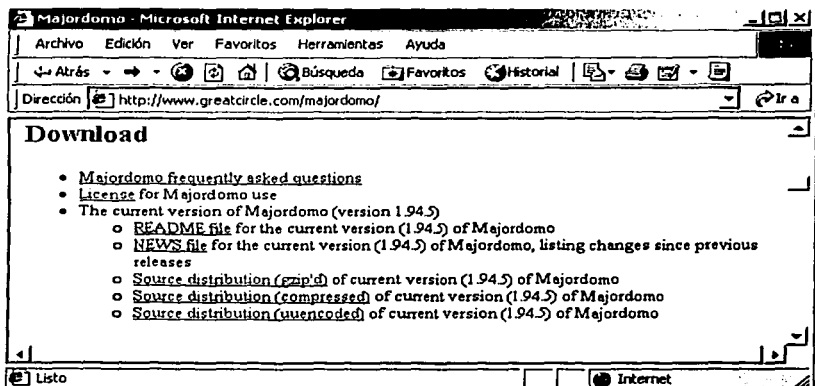 Majordomo - Microsoft Internet Explorer
Archivo Edición Ver Favoritos Herramientas Ayuda
Atrás Búsqueda Favoritos Historial
Dirección http://www.greatcircle.com/majordomo/ Ir a
Download
• Majordomo frequently asked questions
• License for Majordomo use
• The current version of Majordomo (version 1.94.5)
o README file for the current version (1.94.5) of Majordomo
o NEWS file for the current version (1.94.5) of Majordomo, listing changes since previous
releases
o Source distribution (gzip'd) of current version (1.94.5) of Majordomo
o Source distribution (compressed) of current version (1.94.5) of Majordomo
o Source distribution (uuencoded) of current version (1.94.5) of Majordomo
Listo Internet